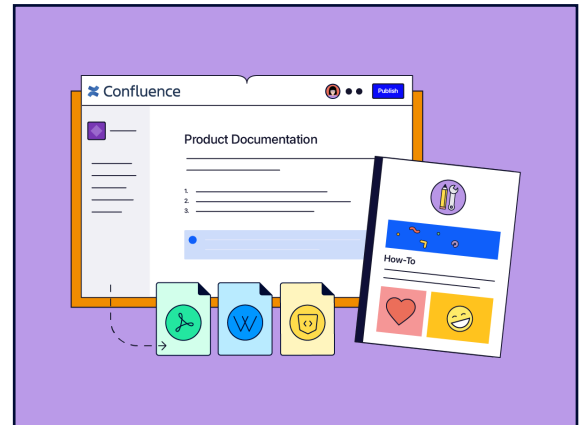 Confluence
Publish
Product Documentation
1.
2.
3.
How-To
W